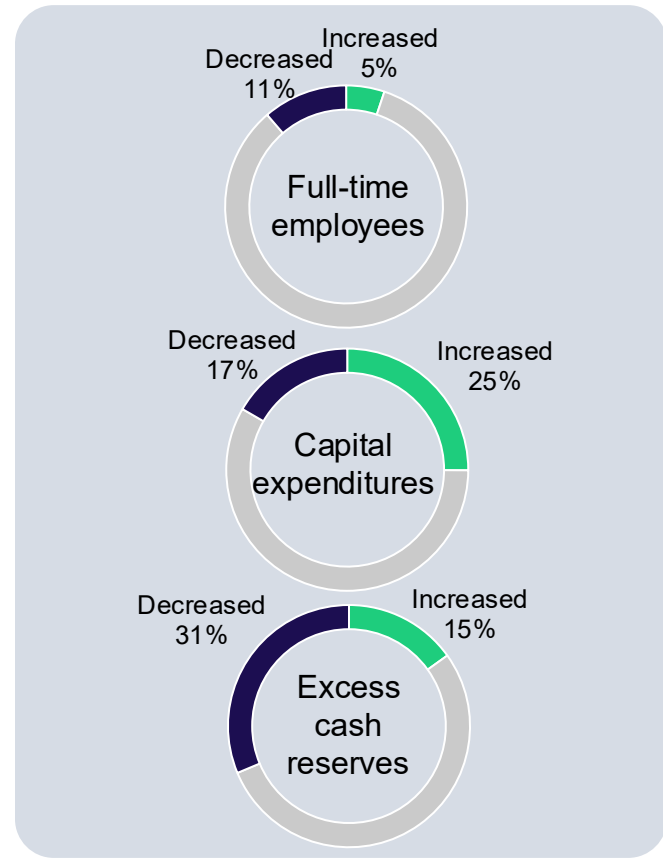 Increased
5%
Decreased
11%
Full-time
employees
Decreased
17%
Increased
25%
Capital
expenditures
Decreased
31%
Increased
15%
Excess
cash
reserves